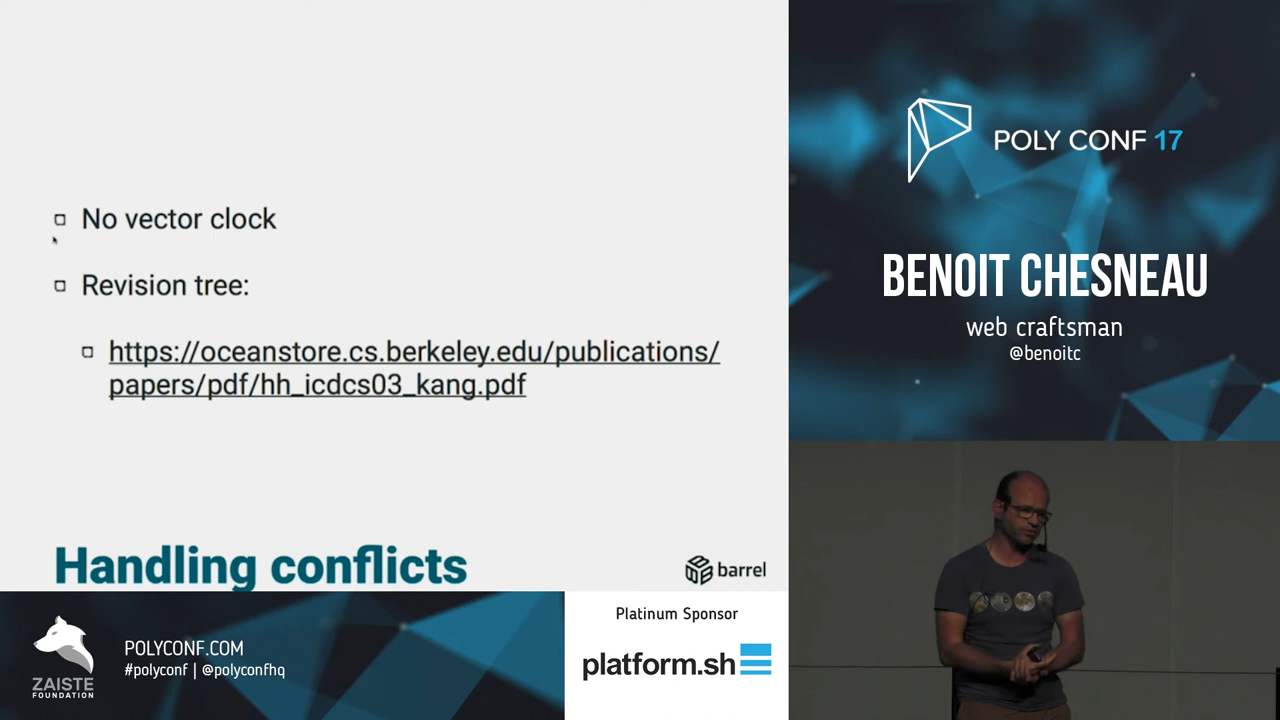 No vector clock
Revision tree:
https://oceanstore.cs.berkeley.edu/publications/
papers/pdf/hh_icdcs03_kang.pdf
Handling conflicts
barrel
POLY CONF 17
BENOIT CHESNEAU
web craftsman
@benoitc
ZAISTE
FOUNDATION
POLYCONF.COM
#polyconf | @polyconfhq
Platinum Sponsor
platform.sh